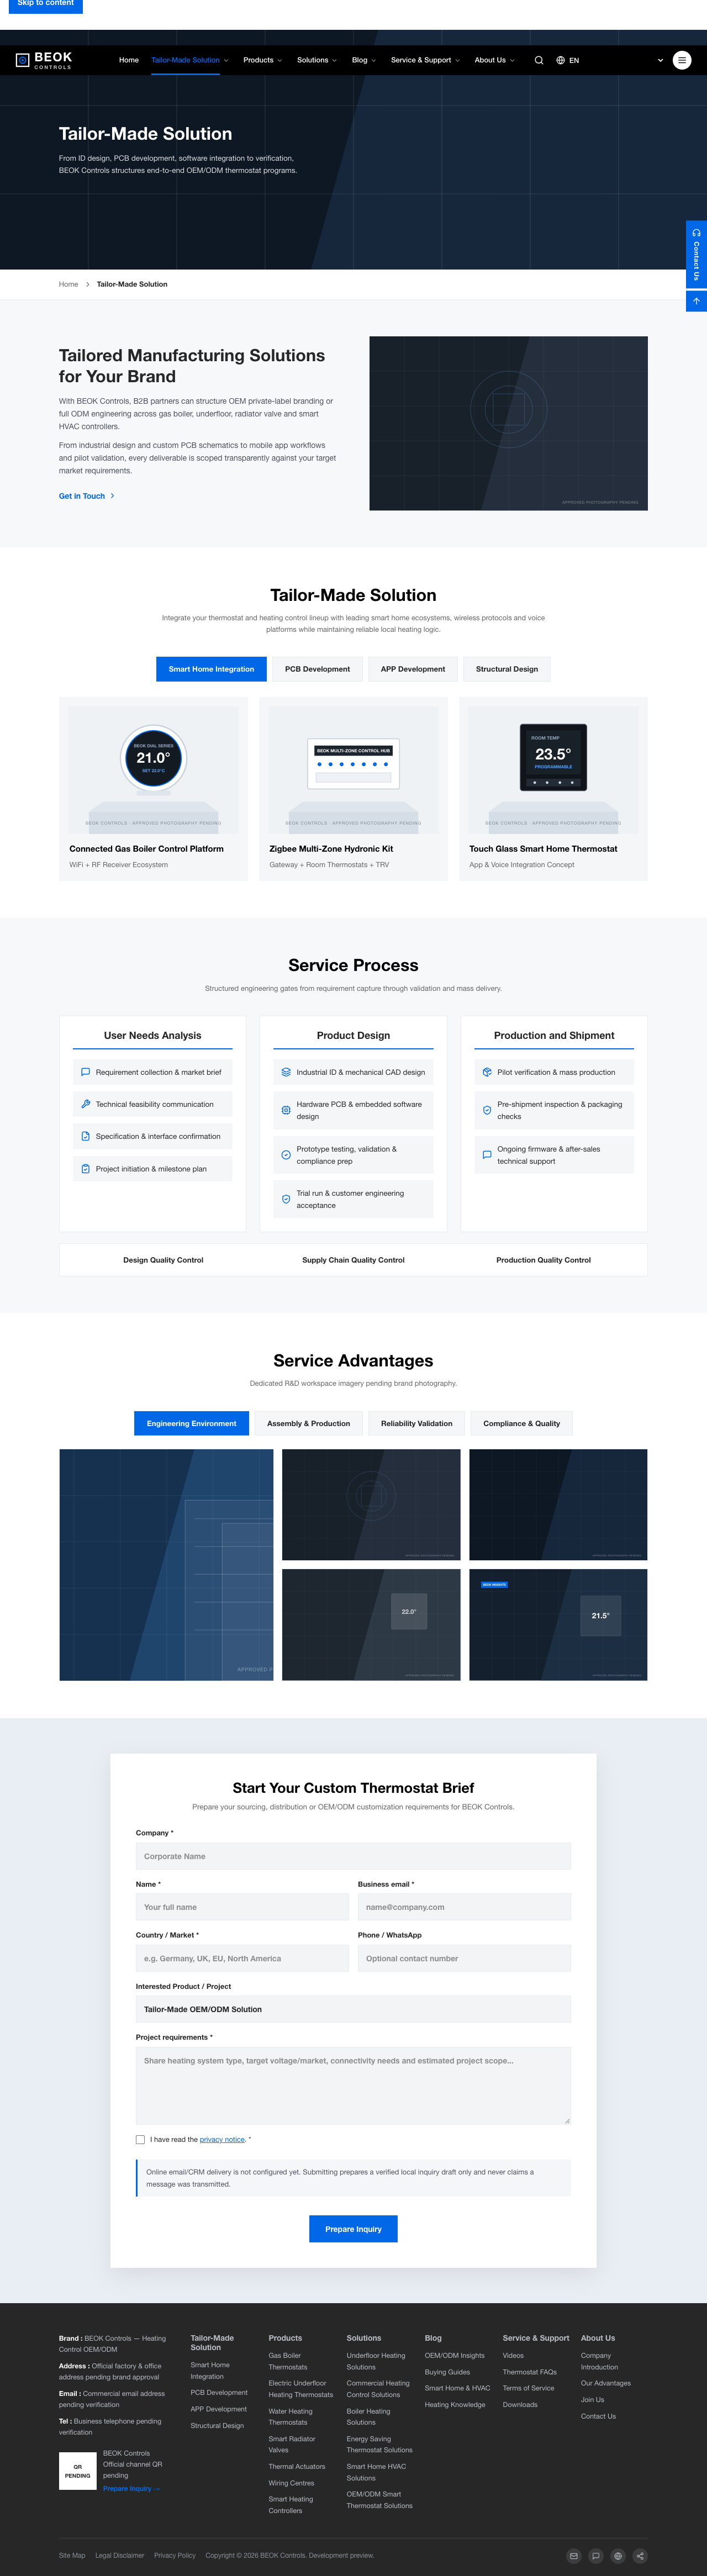 Skip to content
BEOK
CONTROLS
Home
Tailor-Made Solution
Products
Solutions
Blog
Service & Support
About Us
EN
Tailor-Made Solution
From ID design, PCB development, software integration to verification,
BEOK Controls structures end-to-end OEM/ODM thermostat programs.
Contact Us
Home
Tailor-Made Solution
Tailored Manufacturing Solutions
for Your Brand
With BEOK Controls, B2B partners can structure OEM private-label branding or
full ODM engineering across gas boiler, underfloor, radiator valve and smart
HVAC controllers.
From industrial design and custom PCB schematics to mobile app workflows
and pilot validation, every deliverable is scoped transparently against your target
market requirements.
Get in Touch
APPROVED PHOTOGRAPHY PENDING
Tailor-Made Solution
Integrate your thermostat and heating control lineup with leading smart home ecosystems, wireless protocols and voice
platforms while maintaining reliable local heating logic.
Smart Home Integration
PCB Development
APP Development
Structural Design
BEOK DIAL SERIES
21.0°
SET 22.0°C
BEOK CONTROLS · APPROVED PHOTOGRAPHY PENDING
Connected Gas Boiler Control Platform
WiFi + RF Receiver Ecosystem
BEOK MULTI-ZONE CONTROL HUB
BEOK CONTROLS · APPROVED PHOTOGRAPHY PENDING
Zigbee Multi-Zone Hydronic Kit
Gateway + Room Thermostats + TRV
ROOM TEMP
23.5°
PROGRAMMABLE
BEOK CONTROLS · APPROVED PHOTOGRAPHY PENDING
Touch Glass Smart Home Thermostat
App & Voice Integration Concept
Service Process
Structured engineering gates from requirement capture through validation and mass delivery.
User Needs Analysis
Requirement collection & market brief
Technical feasibility communication
Specification & interface confirmation
Project initiation & milestone plan
Product Design
Industrial ID & mechanical CAD design
Hardware PCB & embedded software
design
Prototype testing, validation &
compliance prep
Trial run & customer engineering
acceptance
Production and Shipment
Pilot verification & mass production
Pre-shipment inspection & packaging
checks
Ongoing firmware & after-sales
technical support
Design Quality Control
Supply Chain Quality Control
Production Quality Control
Service Advantages
Dedicated R&D workspace imagery pending brand photography.
Engineering Environment
Assembly & Production
Reliability Validation
Compliance & Quality
APPROVED P
APPROVED PHOTOGRAPHY PENDING
APPROVED PHOTOGRAPHY PENDING
22.0°
APPROVED PHOTOGRAPHY PENDING
BEOK INSIGHTS
21.5°
APPROVED PHOTOGRAPHY PENDING
Start Your Custom Thermostat Brief
Prepare your sourcing, distribution or OEM/ODM customization requirements for BEOK Controls.
Company *
Corporate Name
Name *
Business email *
Your full name
name@company.com
Country / Market *
Phone / WhatsApp
e.g. Germany, UK, EU, North America
Optional contact number
Interested Product / Project
Tailor-Made OEM/ODM Solution
Project requirements *
Share heating system type, target voltage/market, connectivity needs and estimated project scope...
I have read the privacy notice. *
Online email/CRM delivery is not configured yet. Submitting prepares a verified local inquiry draft only and never claims a
message was transmitted.
Prepare Inquiry
Brand : BEOK Controls — Heating
Control OEM/ODM
Address : Official factory & office
address pending brand approval
Email : Commercial email address
pending verification
Tel : Business telephone pending
verification
QR
PENDING
BEOK Controls
Official channel QR
pending
Prepare Inquiry →
Tailor-Made
Solution
Smart Home
Integration
PCB Development
APP Development
Structural Design
Products
Gas Boiler
Thermostats
Electric Underfloor
Heating Thermostats
Water Heating
Thermostats
Smart Radiator
Valves
Thermal Actuators
Wiring Centres
Smart Heating
Controllers
Solutions
Underfloor Heating
Solutions
Commercial Heating
Control Solutions
Boiler Heating
Solutions
Energy Saving
Thermostat Solutions
Smart Home HVAC
Solutions
OEM/ODM Smart
Thermostat Solutions
Blog
OEM/ODM Insights
Buying Guides
Smart Home & HVAC
Heating Knowledge
Service & Support
Videos
Thermostat FAQs
Terms of Service
Downloads
About Us
Company
Introduction
Our Advantages
Join Us
Contact Us
Site Map
Legal Disclaimer
Privacy Policy
Copyright © 2026 BEOK Controls. Development preview.